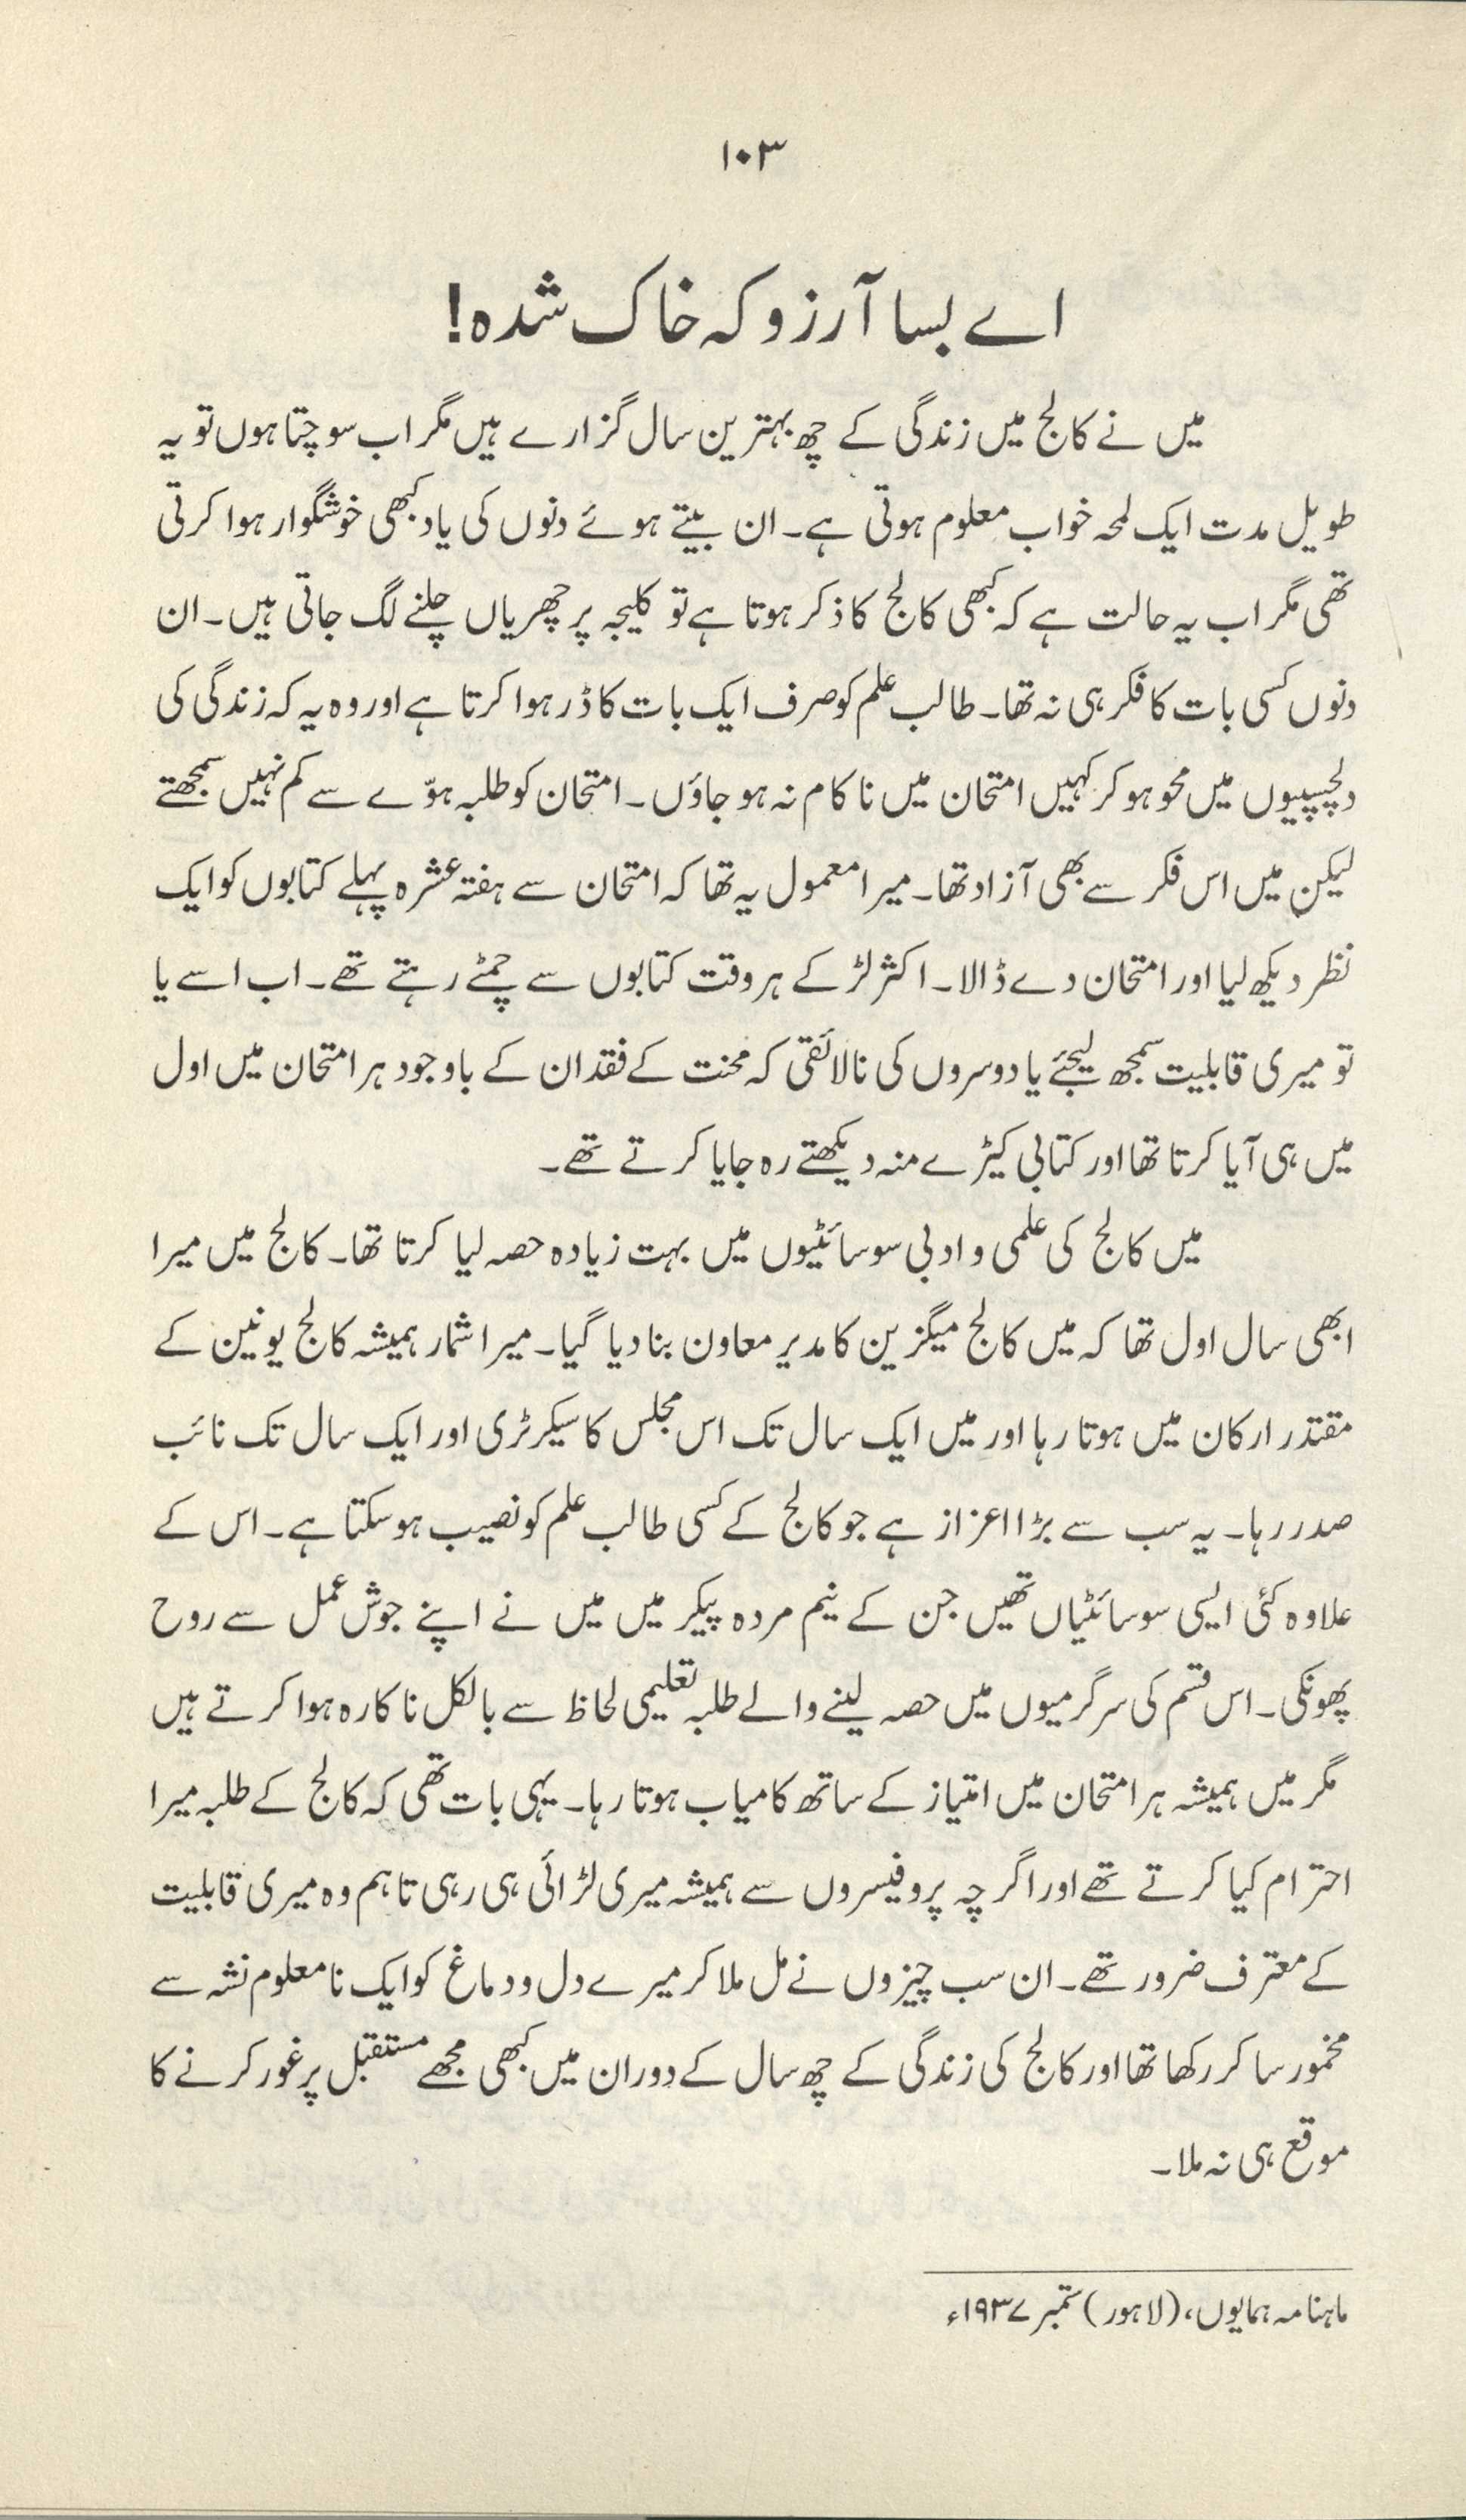 ۱۰۳
اے بسا آرزو کہ خاک شدہ!
میں نے کالج میں زندگی کے چھ بہترین سال گزارے ہیں مگر اب سوچتا ہوں تو یہ
طویل مدت ایک لمحہ خواب معلوم ہوتی ہے۔ ان بیتے ہوئے دنوں کی یاد کبھی خوشگوار ہوا کرتی
تھی مگر اب یہ حالت ہے کہ کبھی کالج کا ذکر ہوتا ہے تو کلیجہ پر چھریاں چلنے لگ جاتی ہیں۔ ان
دنوں کسی بات کا فکر ہی نہ تھا۔ طالب علم کو صرف ایک بات کا ڈر ہوا کرتا ہے اور وہ یہ کہ زندگی کی
دلچسپیوں میں محو ہو کر کہیں امتحان میں ناکام نہ ہو جاؤں۔ امتحان کو طلبہ ہوّے سے کم نہیں سمجھتے
لیکن میں اس فکر سے بھی آزاد تھا۔ میرا معمول یہ تھا کہ امتحان سے ہفتہ عشرہ پہلے کتابوں کو ایک
نظر دیکھ لیا اور امتحان دے ڈالا۔ اکثر لڑکے ہر وقت کتابوں سے چمٹے رہتے تھے۔ اب اسے یا
تو میری قابلیت سمجھ لیجئے یا دوسروں کی نالائقی کہ محنت کے فقدان کے باوجود ہر امتحان میں اول
میں ہی آیا کرتا تھا اور کتابی کیڑے منہ دیکھتے رہ جایا کرتے تھے۔
میں کالج کی علمی و ادبی سوسائٹیوں میں بہت زیادہ حصہ لیا کرتا تھا۔ کالج میں میرا
ابھی سال اول تھا کہ میں کالج میگزین کا مدیر معاون بنا دیا گیا۔ میرا شمار ہمیشہ کالج یونین کے
مقتدر ارکان میں ہوتا رہا اور میں ایک سال تک اس مجلس کا سیکرٹری اور ایک سال تک نائب
صدر رہا۔ یہ سب سے بڑا اعزاز ہے جو کالج کے کسی طالب علم کو نصیب ہو سکتا ہے۔ اس کے
علاوہ کئی ایسی سوسائٹیاں تھیں جن کے نیم مردہ پیکر میں میں نے اپنے جوش عمل سے روح
پھونکی۔ اس قسم کی سرگرمیوں میں حصہ لینے والے طلبہ تعلیمی لحاظ سے بالکل ناکارہ ہوا کرتے ہیں
مگر میں ہمیشہ ہر امتحان میں امتیاز کے ساتھ کامیاب ہوتا رہا۔ یہی بات تھی کہ کالج کے طلبہ میرا
احترام کیا کرتے تھے اور اگرچہ پروفیسروں سے ہمیشہ میری لڑائی ہی رہی تاہم وہ میری قابلیت
کے معترف ضرور تھے۔ ان سب چیزوں نے مل ملا کر میرے دل و دماغ کو ایک نامعلوم نشہ سے
مخمور سا کر رکھا تھا اور کالج کی زندگی کے چھ سال کے دوران میں کبھی مجھے مستقبل پر غور کرنے کا
موقع ہی نہ ملا۔
ماہنامہ ہمایوں، (لاہور) ستمبر ۱۹۳۷ء